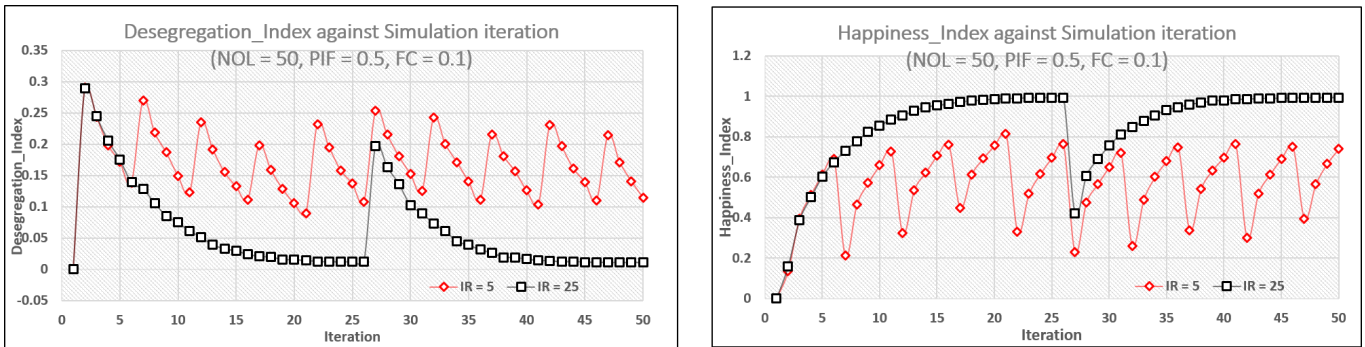 Desegregation_Index against Simulation iteration
(NOL = 50, PIF = 0.5, FC = 0.1)
Desegregation_Index
0.35
0.3
0.25
0.2
0.15
0.1
0.05
0
-0.05
0 5 10 15 20 25 30 35 40 45 50
Iteration
IR = 5 IR = 25
Happiness_Index against Simulation iteration
(NOL = 50, PIF = 0.5, FC = 0.1)
Happiness_Index
1.2
1
0.8
0.6
0.4
0.2
0
0 5 10 15 20 25 30 35 40 45 50
Iteration
IR = 5 IR = 25